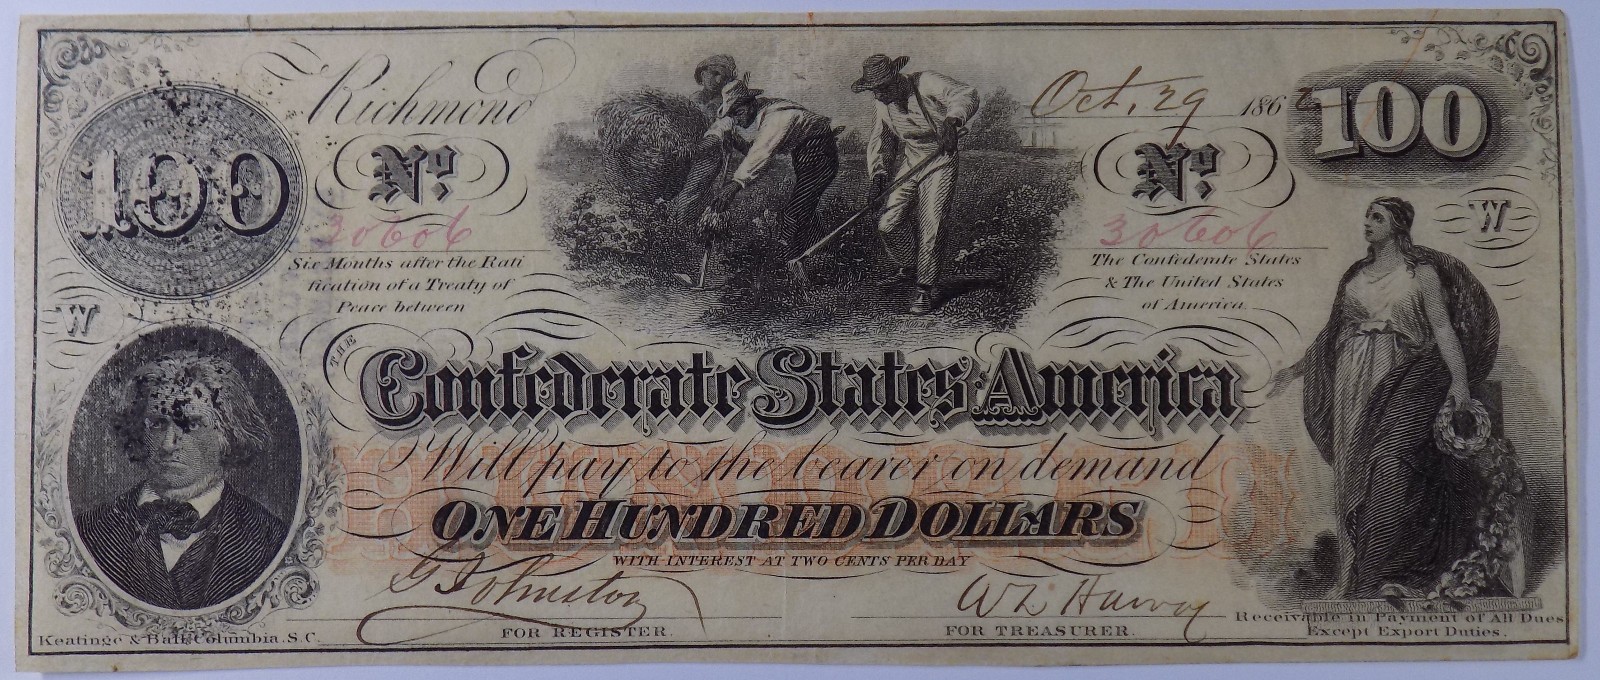 Richmond Oct. 29 1862
100 100
No. No.
30606 30606
W
Six Months after the Rati
fication of a Treaty of
Peace between
The Confederate States
& The United States
of America.
W
THE
Confederate States of America
Will pay to the bearer on demand
ONE HUNDRED DOLLARS
WITH INTEREST AT TWO CENTS PER DAY
G Johnston
FOR REGISTER.
FOR TREASURER.
Receivable in Payment of All Dues
Except Export Duties.
Keatinge & Ball, Columbia, S.C.